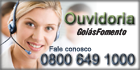 Ouvidoria
GoiásFomento
Fale conosco
0800 649 1000